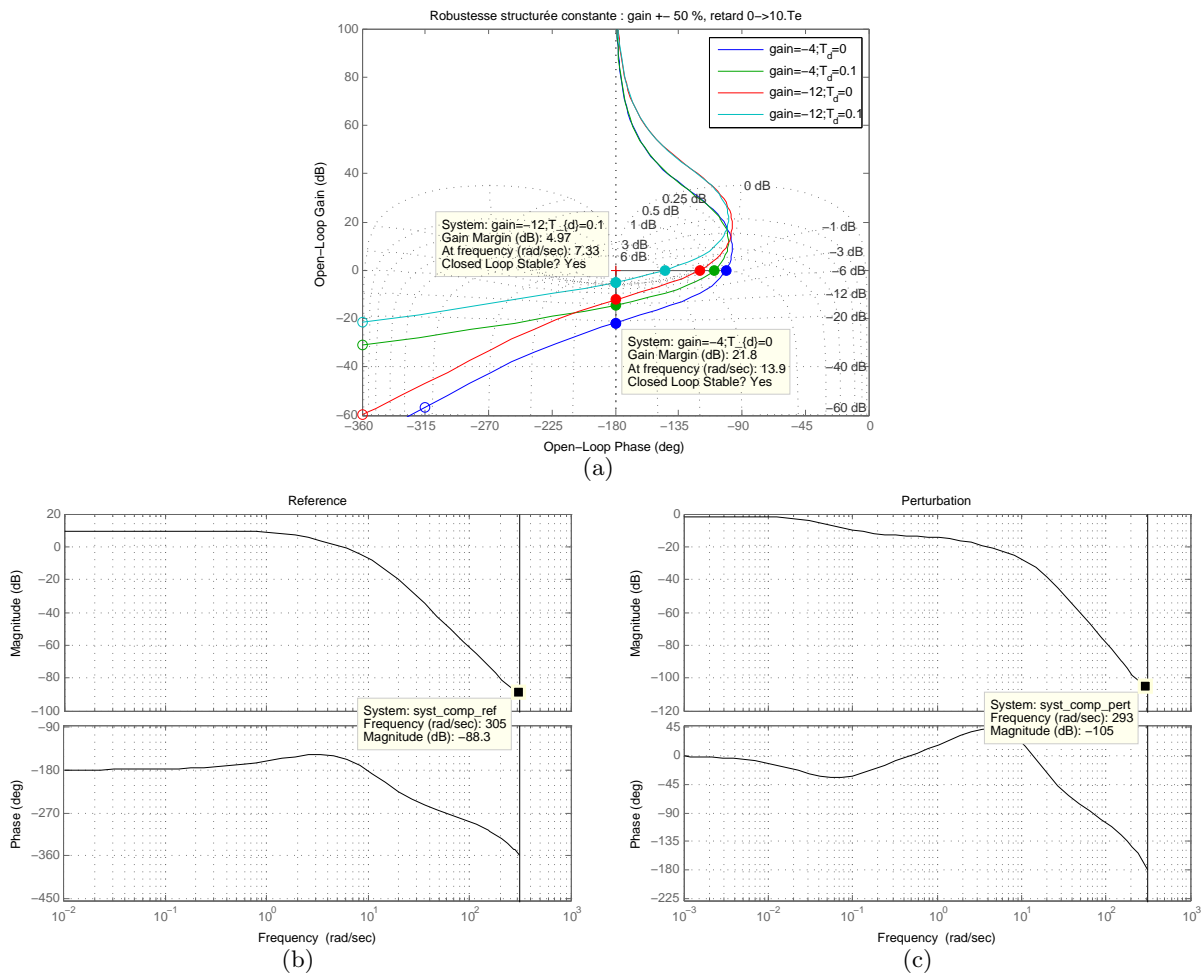 Robustesse structurée constante : gain +− 50 %, retard 0−>10.Te
100
80
60
40
20
0
−20
−40
−60
Open−Loop Gain (dB)
gain=−4;T_d=0
gain=−4;T_d=0.1
gain=−12;T_d=0
gain=−12;T_d=0.1
0 dB
0.25 dB
0.5 dB
1 dB
3 dB
6 dB
−1 dB
−3 dB
−6 dB
−12 dB
−20 dB
−40 dB
−60 dB
System: gain=−12;T_{d}=0.1
Gain Margin (dB): 4.97
At frequency (rad/sec): 7.33
Closed Loop Stable? Yes
System: gain=−4;T_{d}=0
Gain Margin (dB): 21.8
At frequency (rad/sec): 13.9
Closed Loop Stable? Yes
−360 −315 −270 −225 −180 −135 −90 −45 0
Open−Loop Phase (deg)
(a)
Reference
20
0
−20
−40
−60
−80
−100
Magnitude (dB)
System: syst_comp_ref
Frequency (rad/sec): 305
Magnitude (dB): −88.3
−90
−180
−270
−360
−450
Phase (deg)
10^−2 10^−1 10^0 10^1 10^2 10^3
Frequency (rad/sec)
(b)
Perturbation
0
−20
−40
−60
−80
−100
−120
Magnitude (dB)
System: syst_comp_pert
Frequency (rad/sec): 293
Magnitude (dB): −105
45
0
−45
−90
−135
−180
−225
Phase (deg)
10^−3 10^−2 10^−1 10^0 10^1 10^2 10^3
Frequency (rad/sec)
(c)